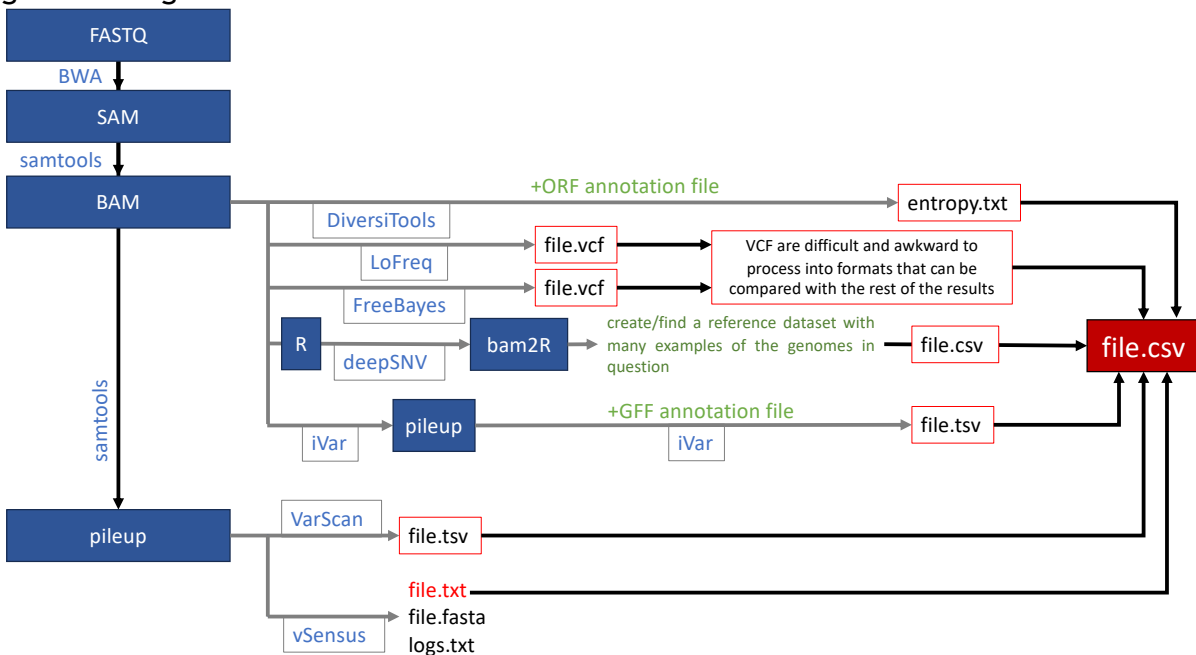 FASTQ
BWA
SAM
samtools
BAM
+ORF annotation file
entropy.txt
DiversiTools
file.vcf
LoFreq
VCF are difficult and awkward to
process into formats that can be
compared with the rest of the results
file.vcf
FreeBayes
R
deepSNV
bam2R
create/find a reference dataset with
many examples of the genomes in
question
file.csv
file.csv
samtools
iVar
pileup
+GFF annotation file
iVar
file.tsv
pileup
VarScan
file.tsv
file.txt
file.fasta
logs.txt
vSensus